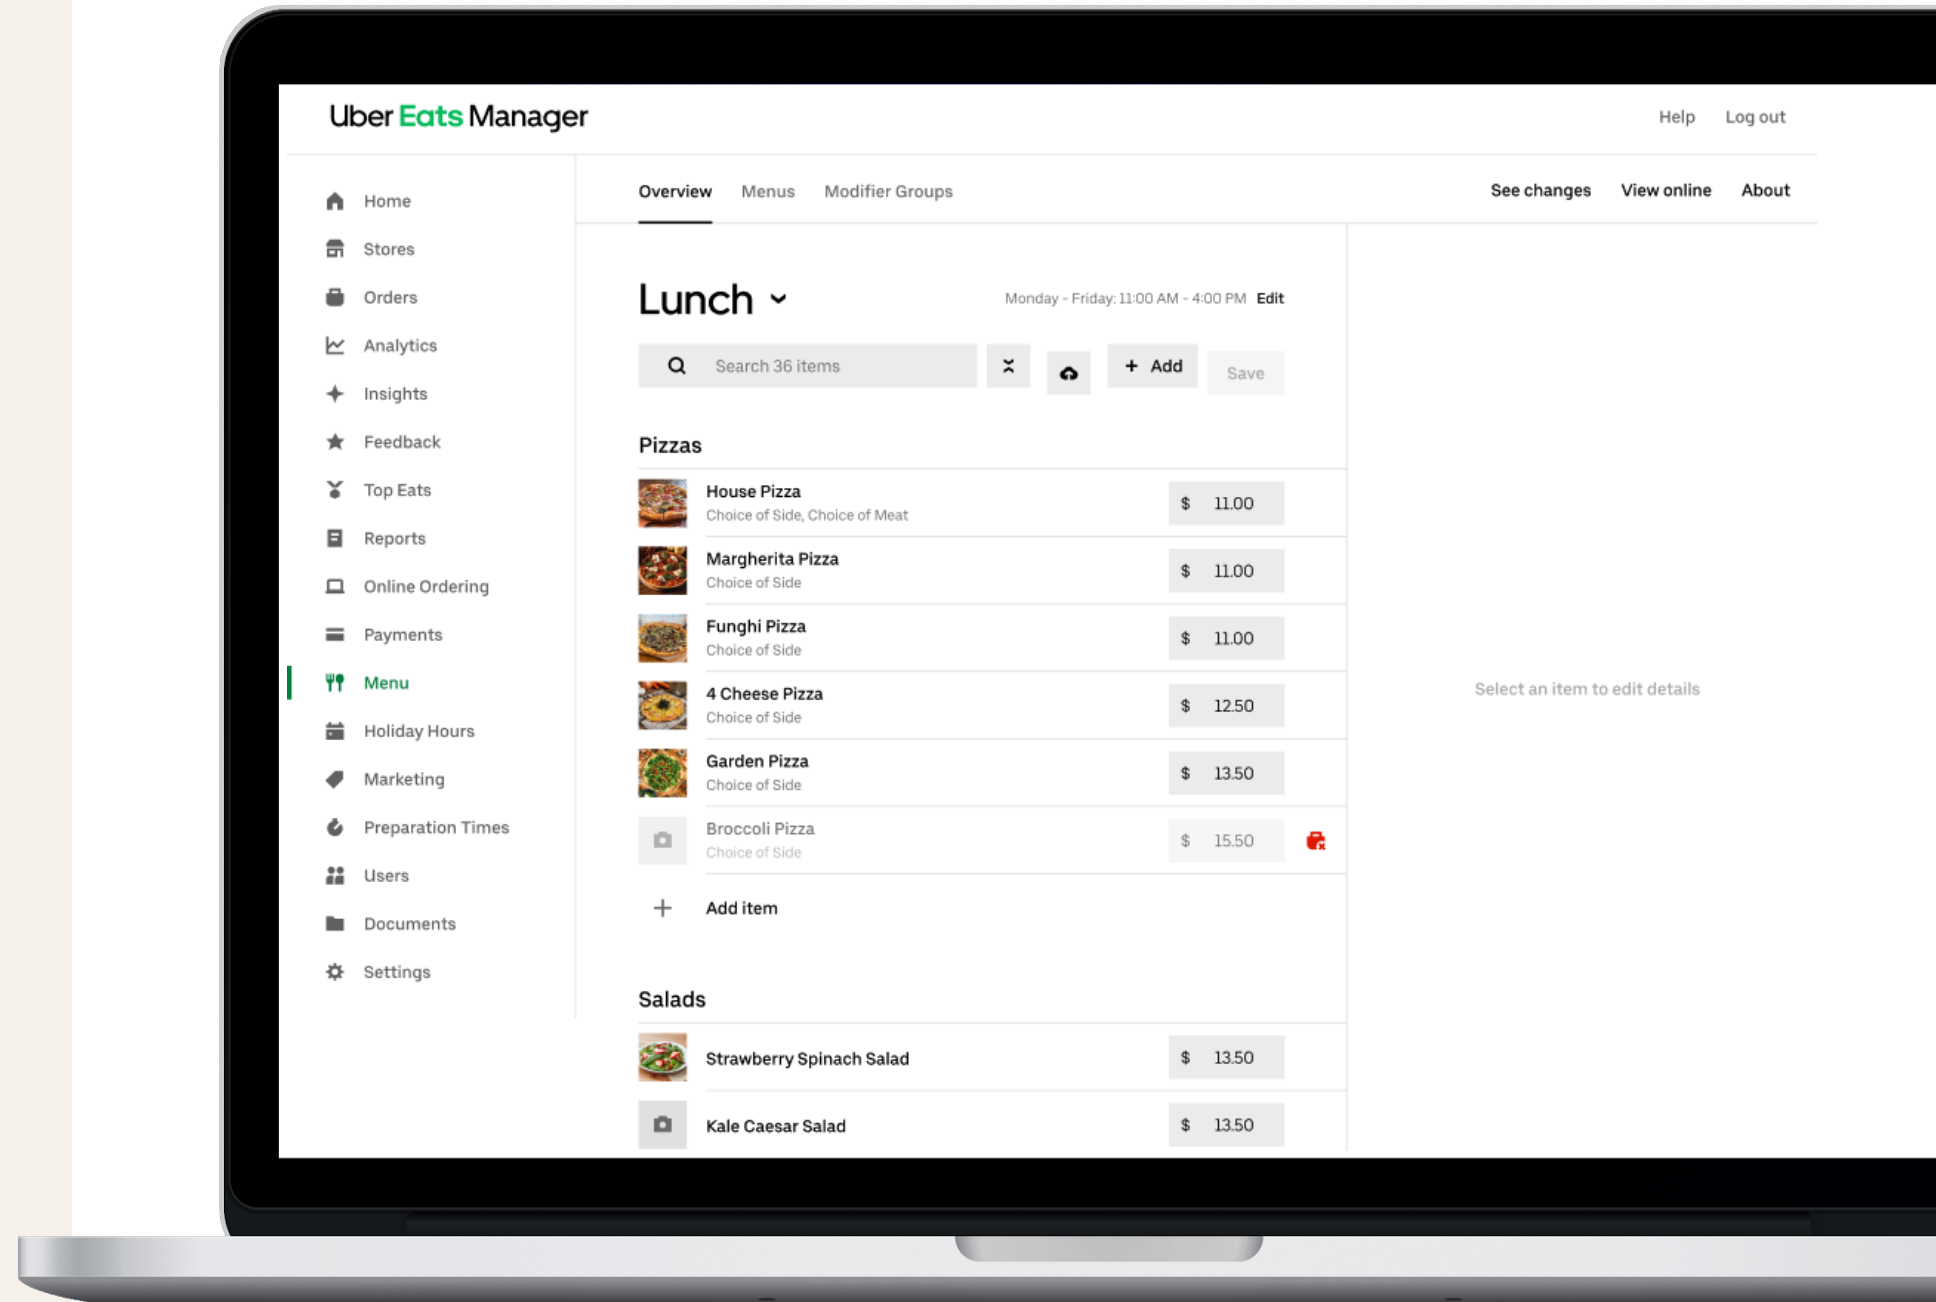 Uber Eats Manager
Help
Log out
Home
Stores
Orders
Analytics
Insights
Feedback
Top Eats
Reports
Online Ordering
Payments
Menu
Holiday Hours
Marketing
Preparation Times
Users
Documents
Settings
Overview
Menus
Modifier Groups
See changes
View online
About
Lunch
Monday - Friday: 11:00 AM - 4:00 PM Edit
Search 36 items
+ Add
Save
Pizzas
House Pizza
Choice of Side, Choice of Meat
$ 11.00
Margherita Pizza
Choice of Side
$ 11.00
Funghi Pizza
Choice of Side
$ 11.00
4 Cheese Pizza
Choice of Side
$ 12.50
Garden Pizza
Choice of Side
$ 13.50
Broccoli Pizza
Choice of Side
$ 15.50
+ Add item
Salads
Strawberry Spinach Salad
$ 13.50
Kale Caesar Salad
$ 13.50
Select an item to edit details